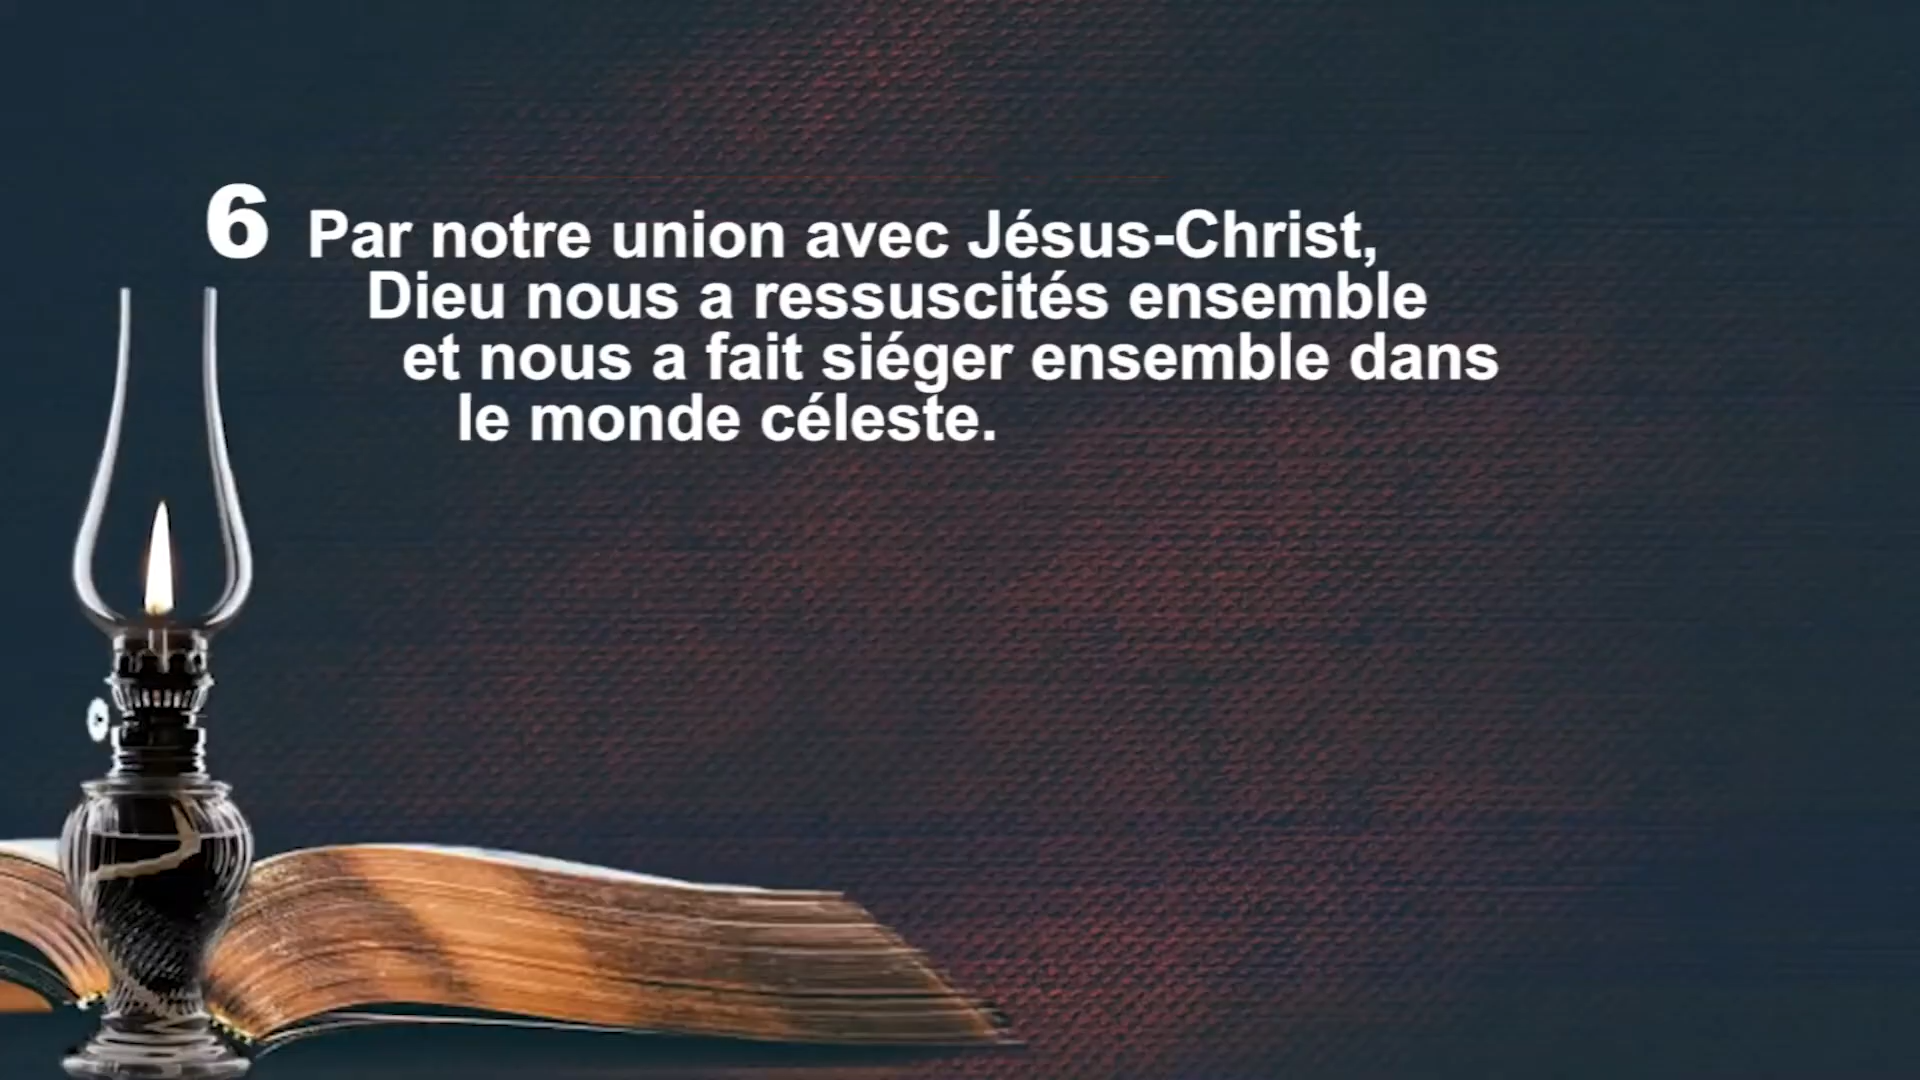 6 Par notre union avec Jésus-Christ,
Dieu nous a ressuscités ensemble
et nous a fait siéger ensemble dans
le monde céleste.